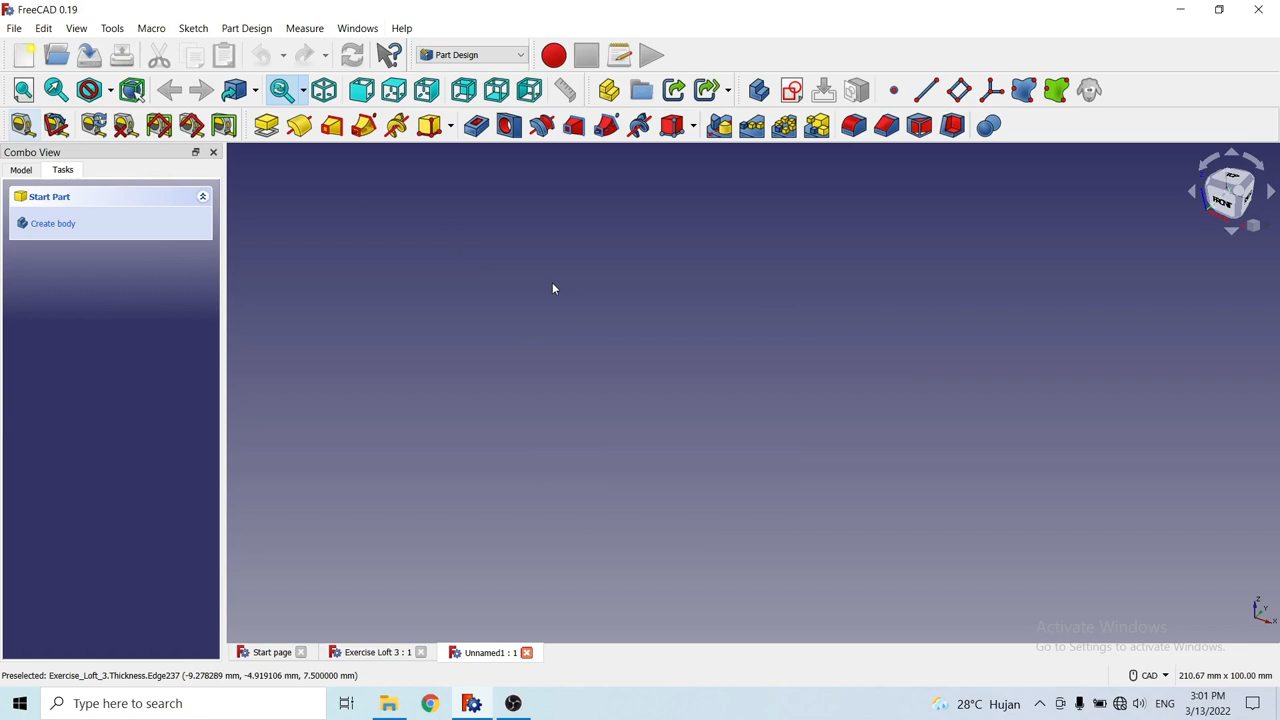 FreeCAD 0.19
File Edit View Tools Macro Sketch Part Design Measure Windows Help
Part Design
Combo View
Model Tasks
Start Part
Create body
TOP
FRONT
Z
Y
X
Activate Windows
Go to Settings to activate Windows.
Start page Exercise Loft 3 : 1 Unnamed1 : 1
Preselected: Exercise_Loft_3.Thickness.Edge237 (-9.278289 mm, -4.919106 mm, 7.500000 mm)
CAD 210.67 mm x 100.00 mm
Type here to search
28°C Hujan
ENG
3:01 PM
3/13/2022